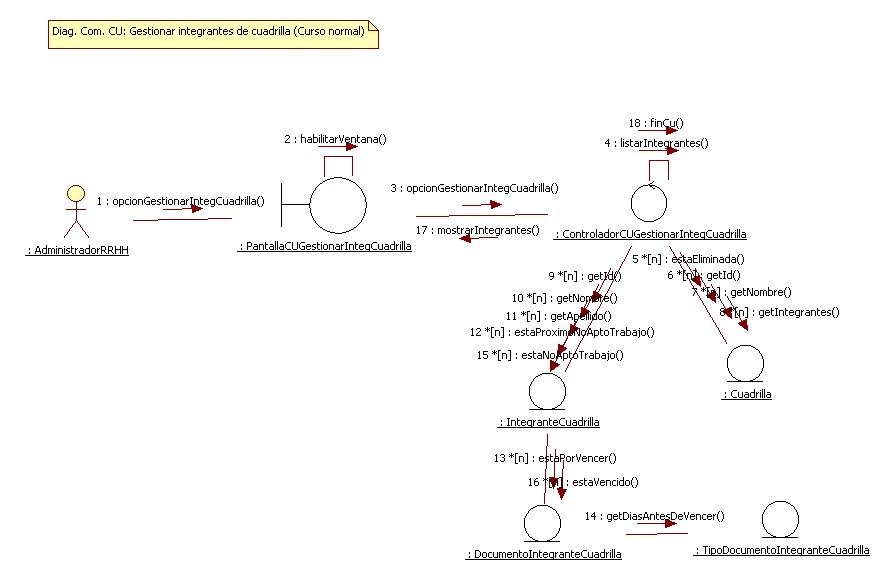 Diag. Com. CU: Gestionar integrantes de cuadrilla (Curso normal)
18 : finCu()
2 : habilitarVentana()
4 : listarIntegrantes()
1 : opcionGestionarIntegCuadrilla()
3 : opcionGestionarIntegCuadrilla()
17 : mostrarIntegrantes()
: AdministradorRRHH
: PantallaCUGestionarIntegCuadrilla
: ControladorCUGestionarIntegCuadrilla
5 *[n] : estaEliminada()
6 *[n] : getId()
7 *[n] : getNombre()
8 *[n] : getIntegrantes()
9 *[n] : getId()
10 *[n] : getNombre()
11 *[n] : getApellido()
12 *[n] : estaProximoNoAptoTrabajo()
15 *[n] : estaNoAptoTrabajo()
: Cuadrilla
: IntegranteCuadrilla
13 *[n] : estaPorVencer()
16 *[n] : estaVencido()
14 : getDiasAntesDeVencer()
: DocumentoIntegranteCuadrilla
: TipoDocumentoIntegranteCuadrilla